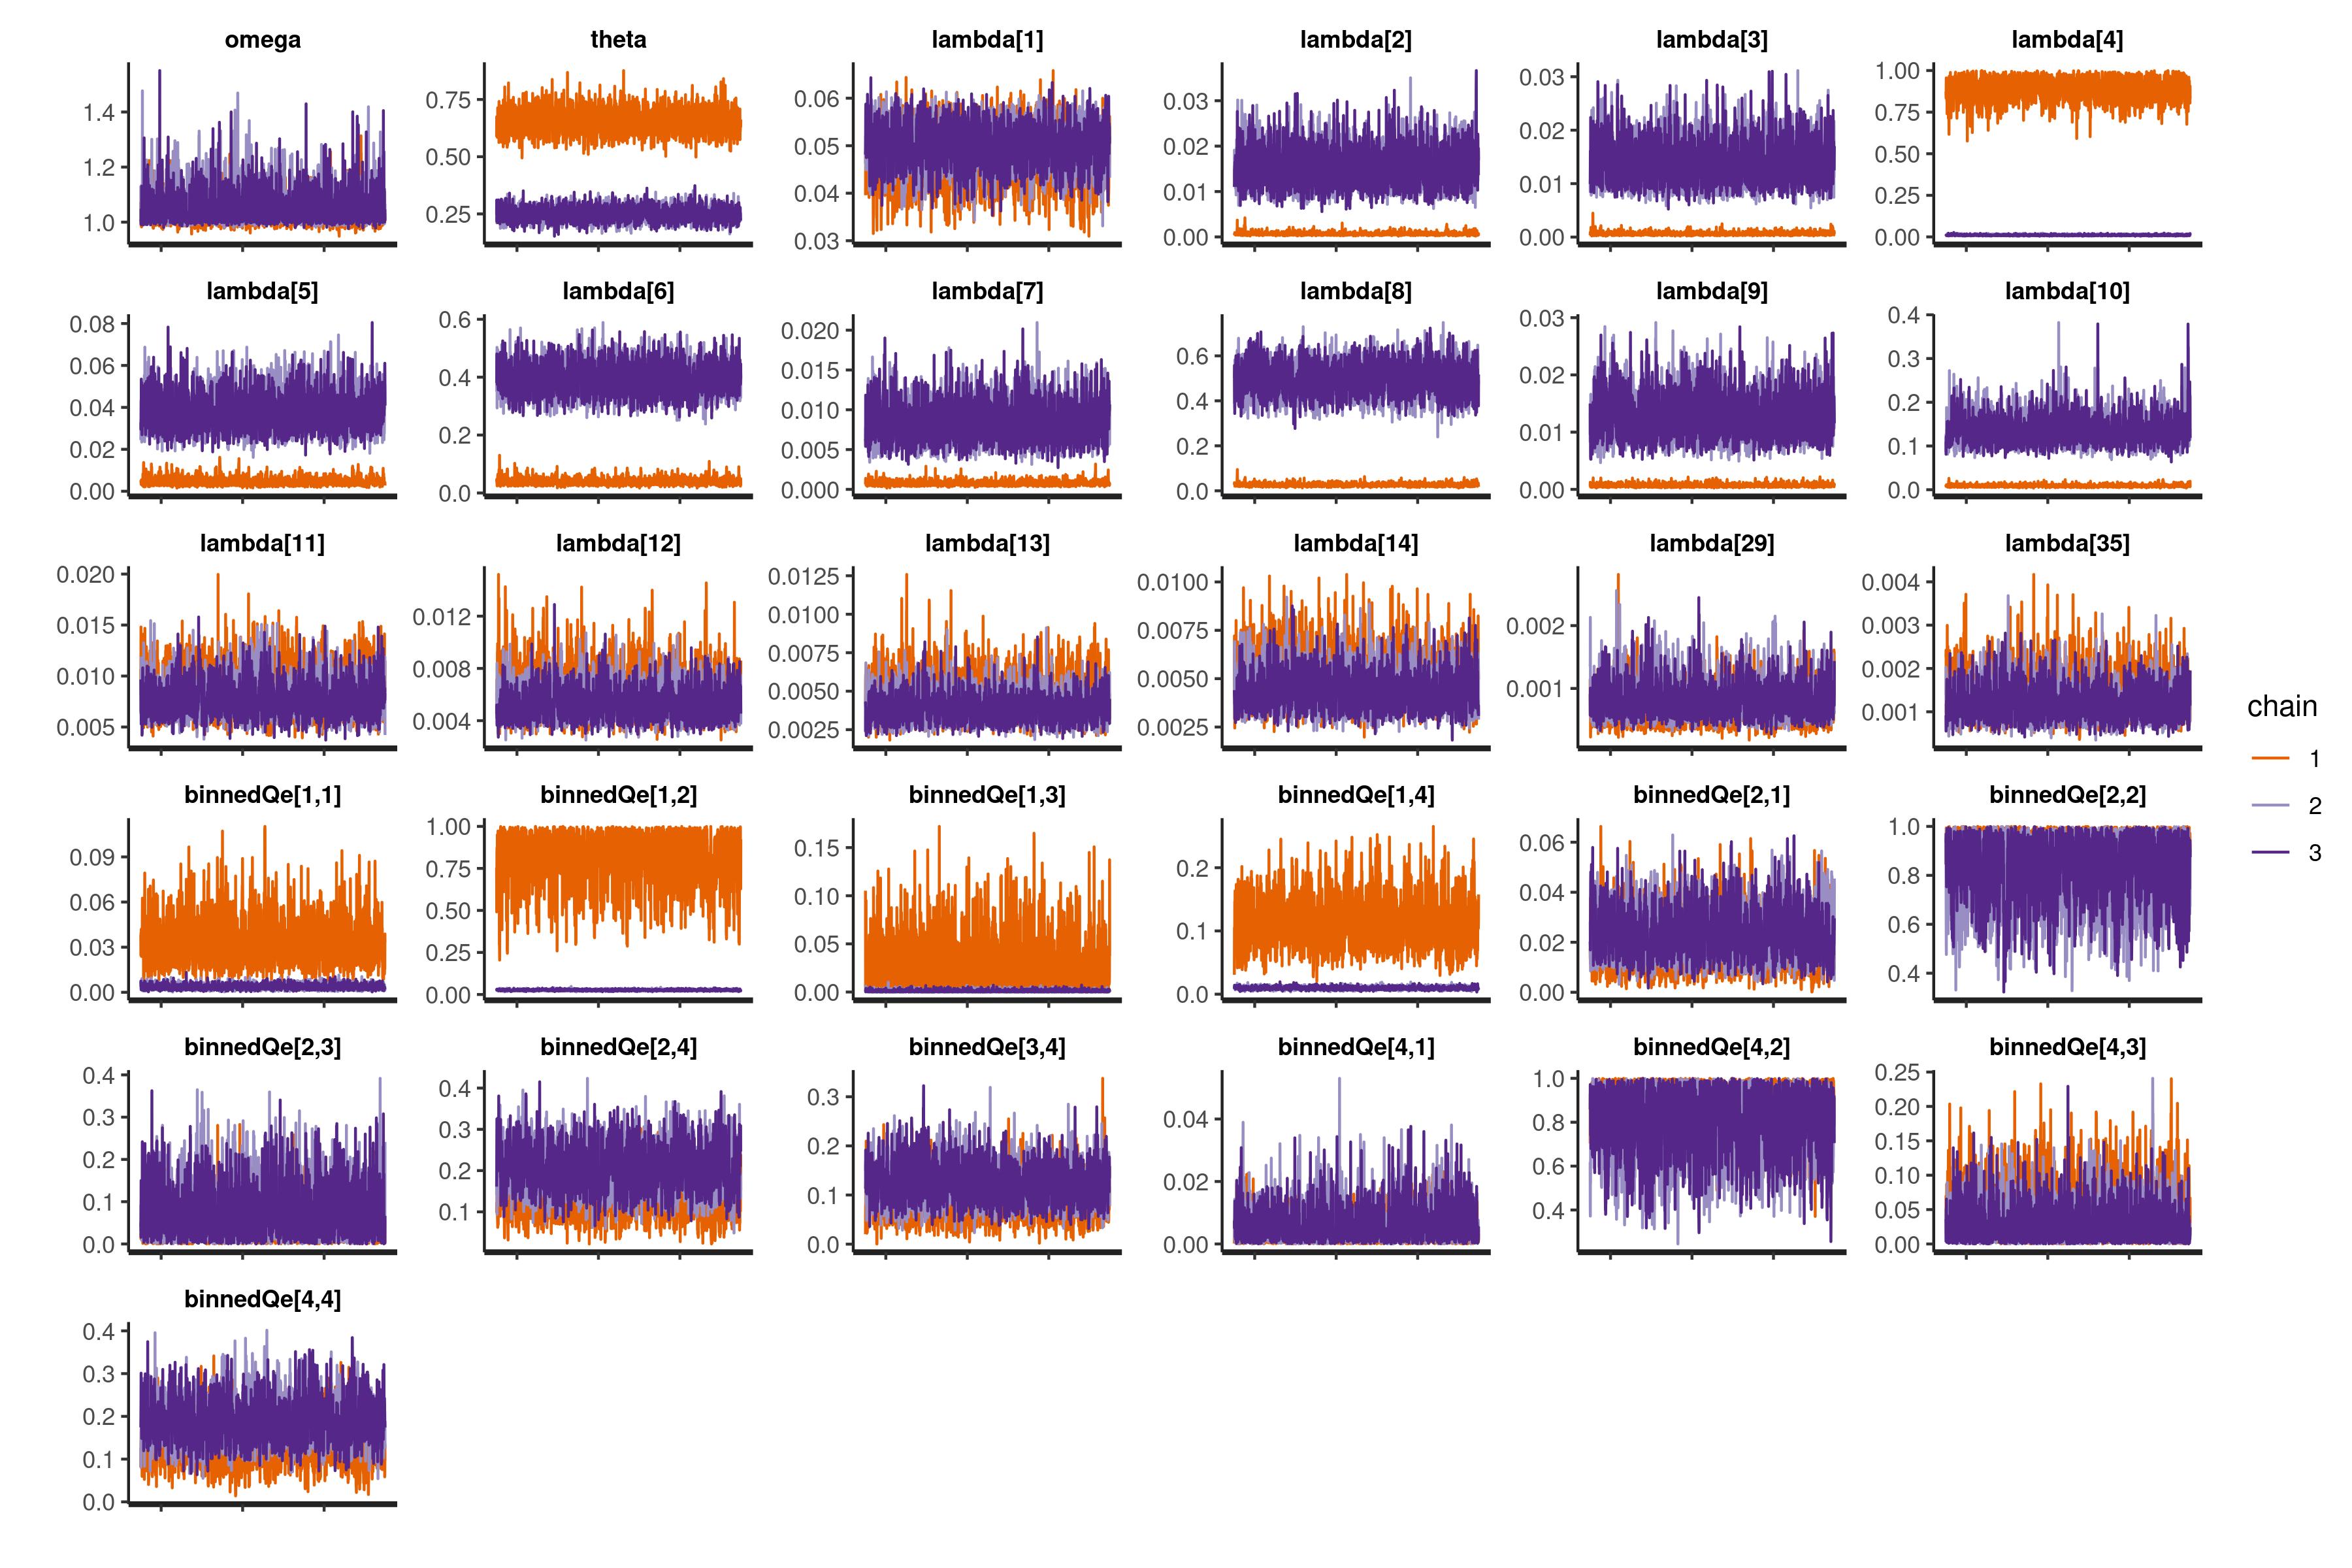 omega theta lambda[1] lambda[2] lambda[3] lambda[4]
1.4 1.2 1.0
0.75 0.50 0.25
0.06 0.05 0.04 0.03
0.03 0.02 0.01 0.00
0.03 0.02 0.01 0.00
1.00 0.75 0.50 0.25 0.00
lambda[5] lambda[6] lambda[7] lambda[8] lambda[9] lambda[10]
0.08 0.06 0.04 0.02 0.00
0.6 0.4 0.2 0.0
0.020 0.015 0.010 0.005 0.000
0.6 0.4 0.2 0.0
0.03 0.02 0.01 0.00
0.4 0.3 0.2 0.1 0.0
lambda[11] lambda[12] lambda[13] lambda[14] lambda[29] lambda[35]
0.020 0.015 0.010 0.005
0.012 0.008 0.004
0.0125 0.0100 0.0075 0.0050 0.0025
0.0100 0.0075 0.0050 0.0025
0.002 0.001
0.004 0.003 0.002 0.001
binnedQe[1,1] binnedQe[1,2] binnedQe[1,3] binnedQe[1,4] binnedQe[2,1] binnedQe[2,2]
0.09 0.06 0.03 0.00
1.00 0.75 0.50 0.25 0.00
0.15 0.10 0.05 0.00
0.2 0.1 0.0
0.06 0.04 0.02 0.00
1.0 0.8 0.6 0.4
binnedQe[2,3] binnedQe[2,4] binnedQe[3,4] binnedQe[4,1] binnedQe[4,2] binnedQe[4,3]
0.4 0.3 0.2 0.1 0.0
0.4 0.3 0.2 0.1
0.3 0.2 0.1 0.0
0.04 0.02 0.00
1.0 0.8 0.6 0.4
0.25 0.20 0.15 0.10 0.05 0.00
binnedQe[4,4]
0.4 0.3 0.2 0.1 0.0
chain
1
2
3